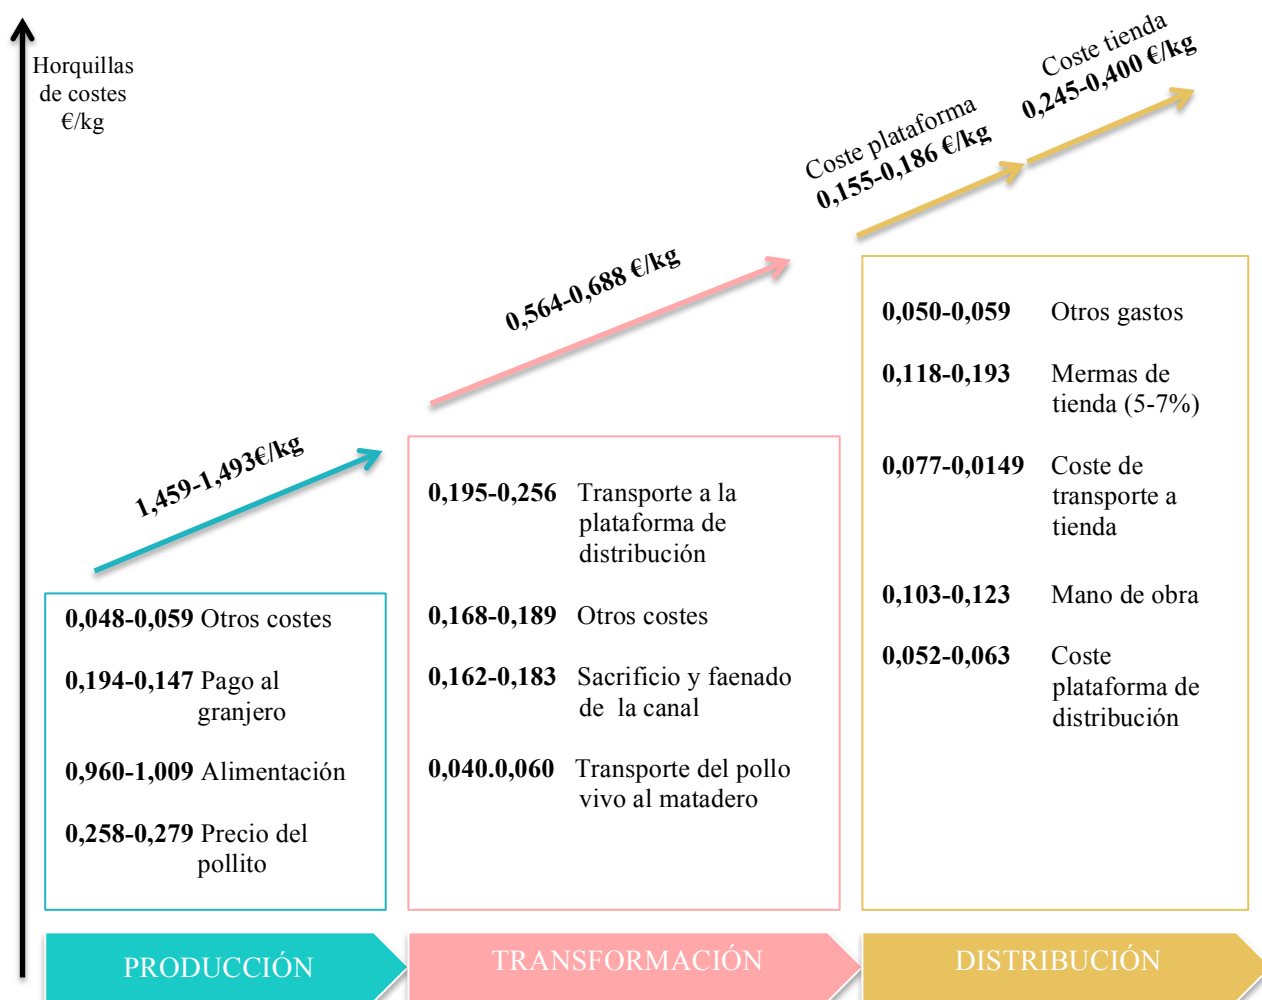 Horquillas
de costes
€/kg
1,459-1,493€/kg
0,564-0,688 €/kg
Coste plataforma
0,155-0,186 €/kg
Coste tienda
0,245-0,400 €/kg
0,048-0,059 Otros costes
0,194-0,147 Pago al
granjero
0,960-1,009 Alimentación
0,258-0,279 Precio del
pollito
PRODUCCIÓN
0,195-0,256 Transporte a la
plataforma de
distribución
0,168-0,189 Otros costes
0,162-0,183 Sacrificio y faenado
de la canal
0,040.0,060 Transporte del pollo
vivo al matadero
TRANSFORMACIÓN
0,050-0,059 Otros gastos
0,118-0,193 Mermas de
tienda (5-7%)
0,077-0,0149 Coste de
transporte a
tienda
0,103-0,123 Mano de obra
0,052-0,063 Coste
plataforma de
distribución
DISTRIBUCIÓN